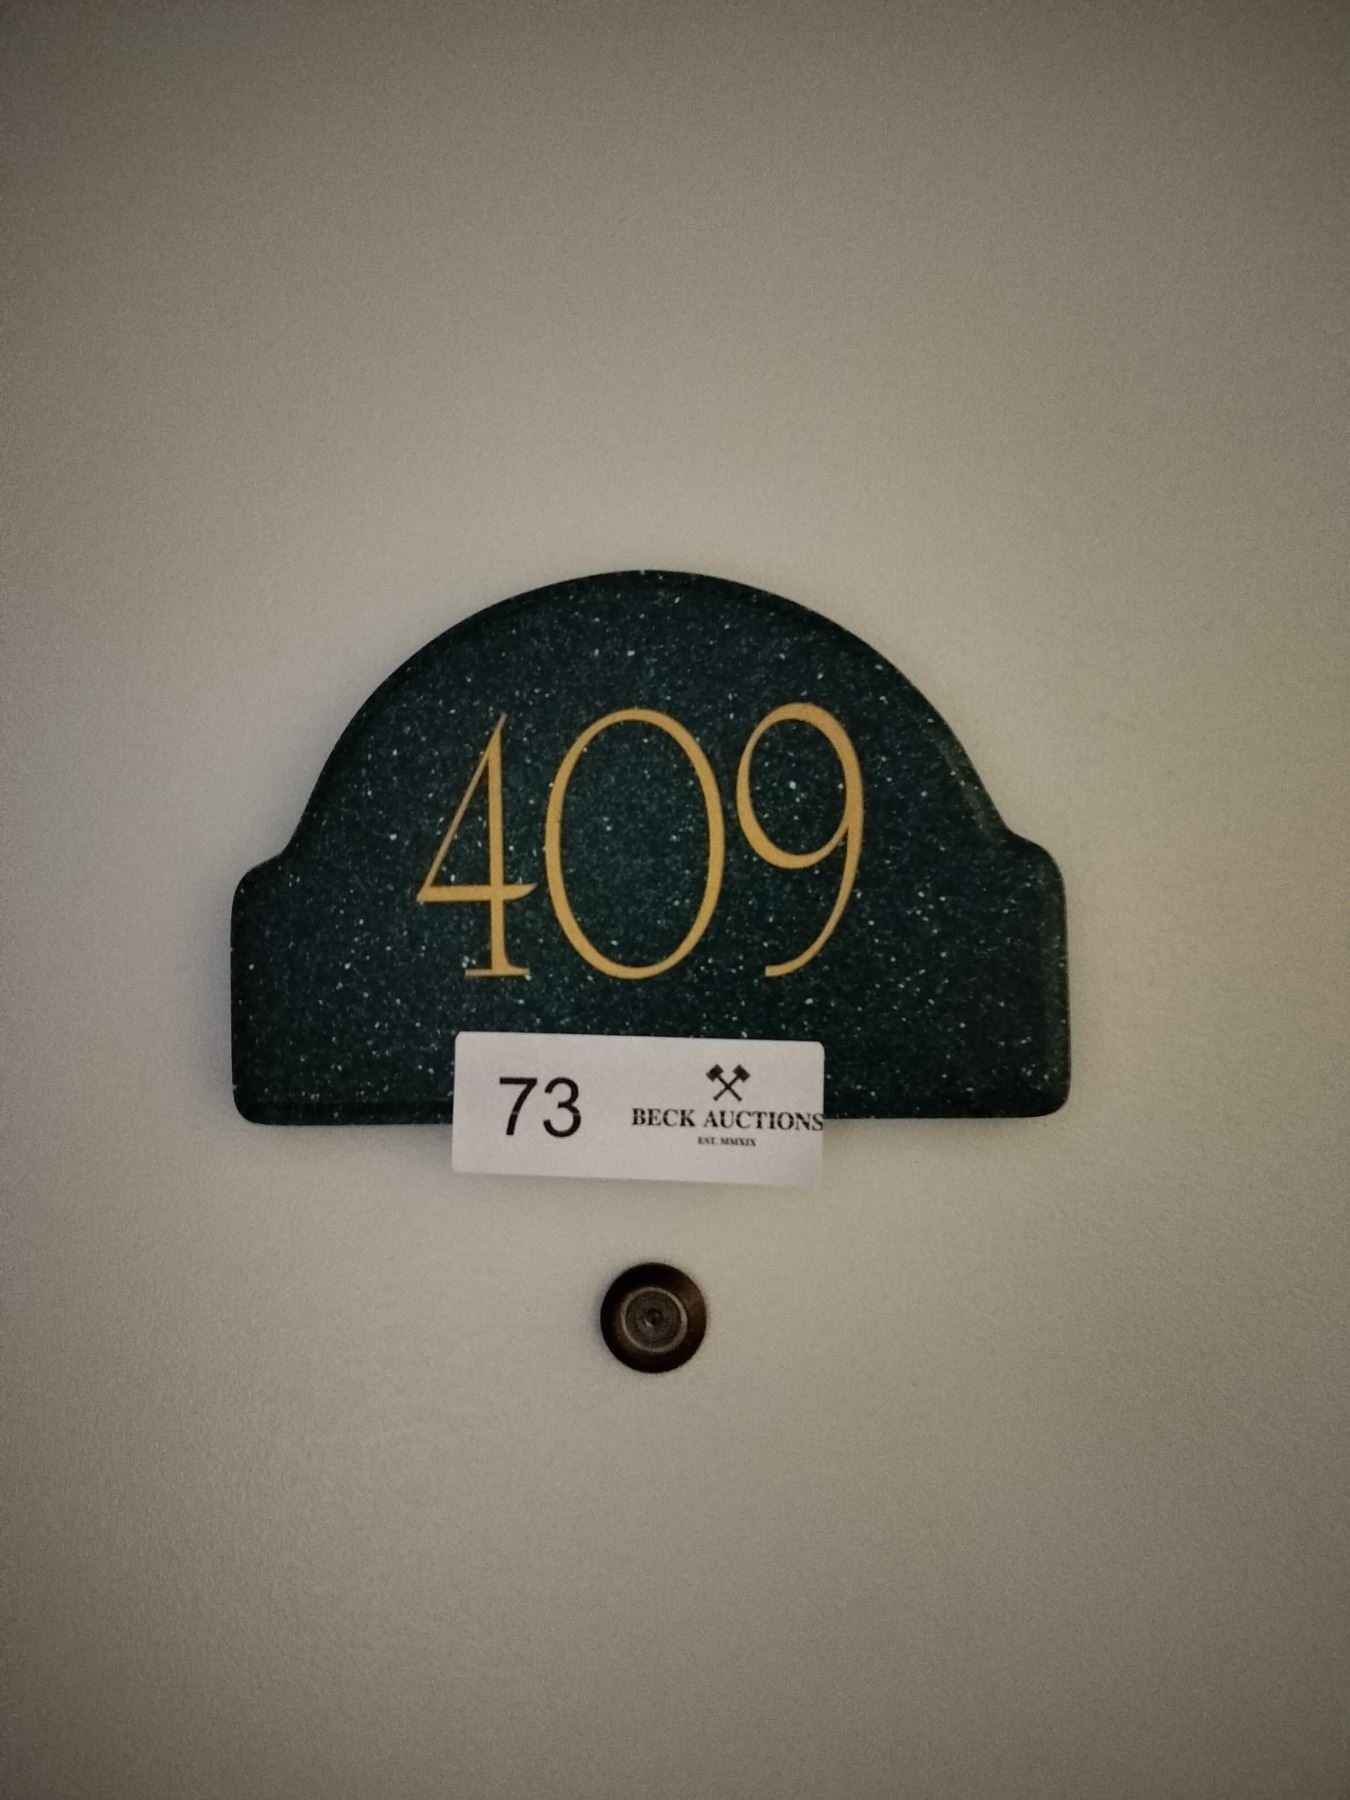 409
73
BECK AUCTIONS
EST. MMXIX